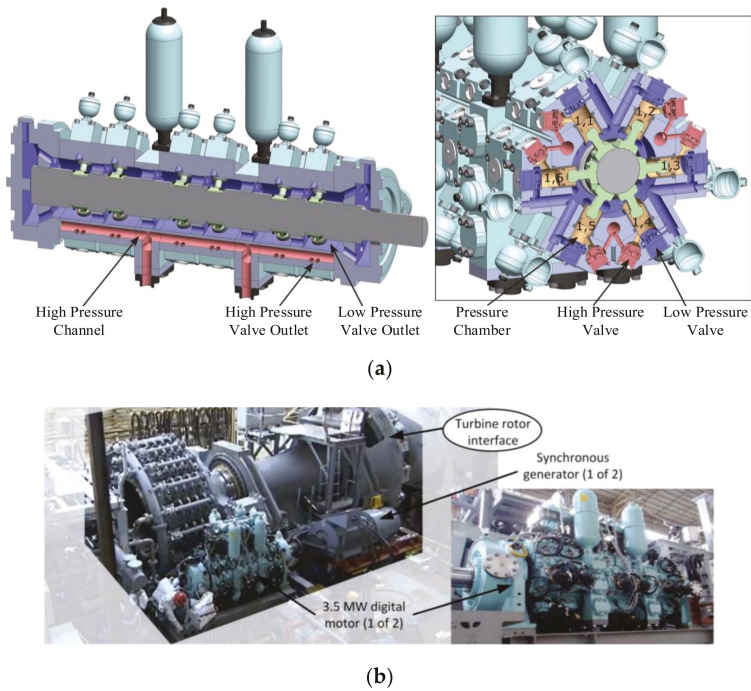 1,1
1,2
1,6
1,3
1,5
1,4
High Pressure
Channel
High Pressure
Valve Outlet
Low Pressure
Valve Outlet
Pressure
Chamber
High Pressure
Valve
Low Pressure
Valve
(a)
Turbine rotor
interface
Synchronous
generator (1 of 2)
3.5 MW digital
motor (1 of 2)
(b)